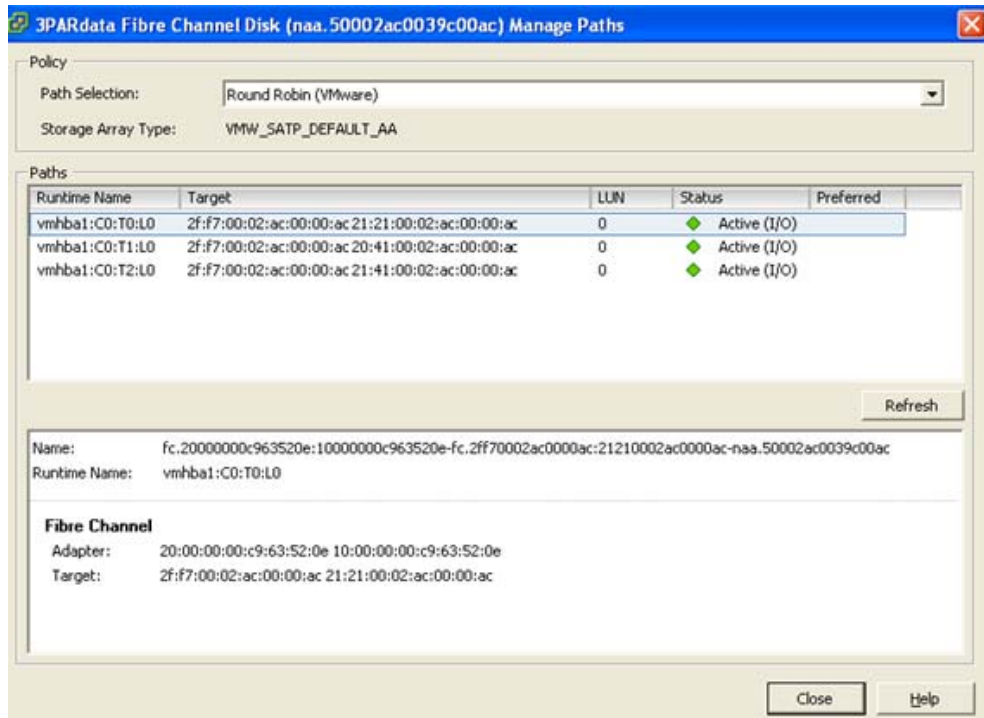 3PARdata Fibre Channel Disk (naa.50002ac0039c00ac) Manage Paths
Policy
Path Selection: Round Robin (VMware)
Storage Array Type: VMW_SATP_DEFAULT_AA
Paths
Runtime Name Target LUN Status Preferred
vmhba1:C0:T0:L0 2f:f7:00:02:ac:00:00:ac 21:21:00:02:ac:00:00:ac 0 Active (I/O)
vmhba1:C0:T1:L0 2f:f7:00:02:ac:00:00:ac 20:41:00:02:ac:00:00:ac 0 Active (I/O)
vmhba1:C0:T2:L0 2f:f7:00:02:ac:00:00:ac 21:41:00:02:ac:00:00:ac 0 Active (I/O)
Refresh
Name: fc.20000000c963520e:10000000c963520e-fc.2ff70002ac0000ac:21210002ac0000ac-naa.50002ac0039c00ac
Runtime Name: vmhba1:C0:T0:L0
Fibre Channel
Adapter: 20:00:00:00:c9:63:52:0e 10:00:00:00:c9:63:52:0e
Target: 2f:f7:00:02:ac:00:00:ac 21:21:00:02:ac:00:00:ac
Close Help